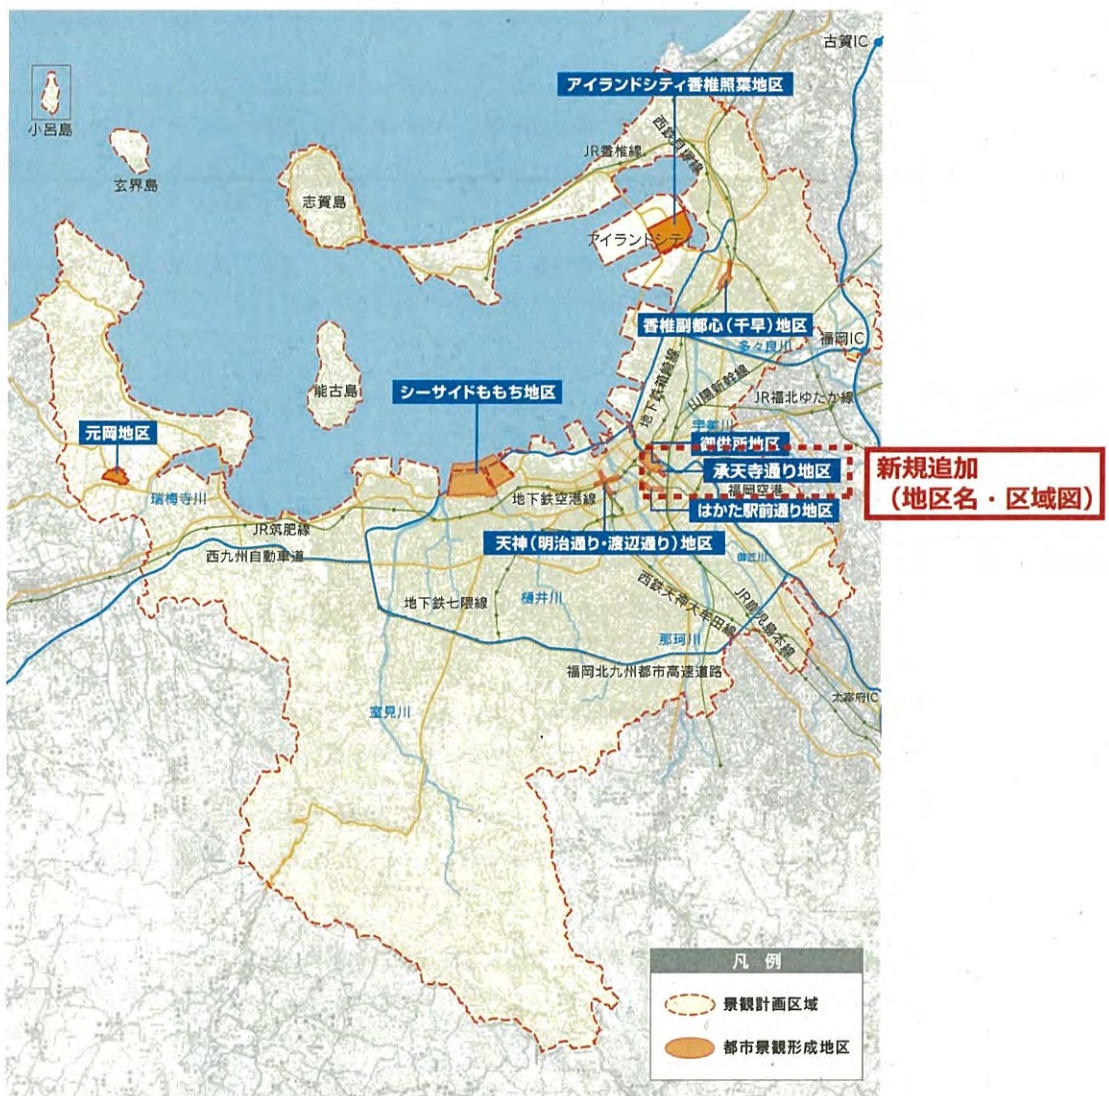 古賀IC
アイランドシティ香椎照葉地区
小呂島
西鉄貝塚線
JR香椎線
玄界島
志賀島
アイランドシティ
香椎副都心（千早）地区
福岡IC
多々良川
地下鉄箱崎線
山陽新幹線
能古島
シーサイドももち地区
JR福北ゆたか線
宇美川
元岡地区
御供所地区
承天寺通り地区
新規追加
（地区名・区域図）
福岡空港
瑞梅寺川
地下鉄空港線
はかた駅前通り地区
JR筑肥線
天神（明治通り・渡辺通り）地区
西九州自動車道
御笠川
西鉄天神大牟田線
JR鹿児島本線
地下鉄七隈線
樋井川
那珂川
福岡北九州都市高速道路
太宰府IC
室見川
凡 例
景観計画区域
都市景観形成地区